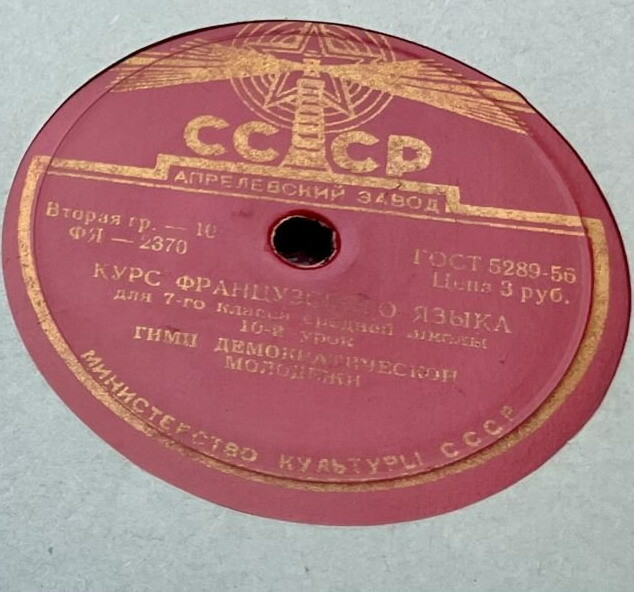 СССР
АПРЕЛЕВСКИЙ ЗАВОД
Вторая гр. — 10
ФЯ — 2370
ГОСТ 5289-56
Цена 3 руб.
КУРС ФРАНЦУЗСКОГО ЯЗЫКА
для 7-го класса средней школы
10-й урок
ГИМН ДЕМОКРАТИЧЕСКОЙ
МОЛОДЕЖИ
МИНИСТЕРСТВО КУЛЬТУРЫ СССР